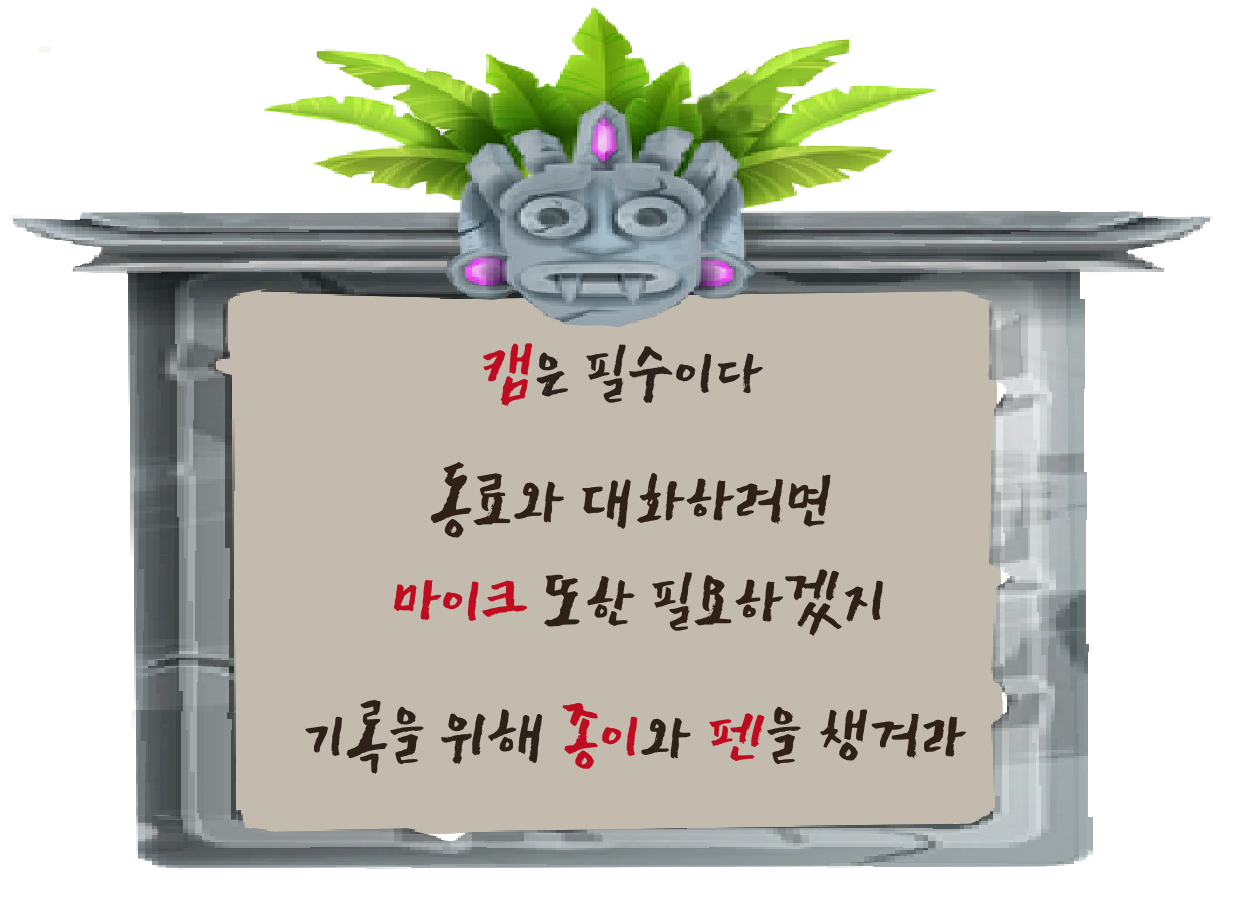 캠은 필수이다
동료와 대화하려면
마이크 또한 필요하겠지
기록을 위해 종이와 펜을 챙겨라